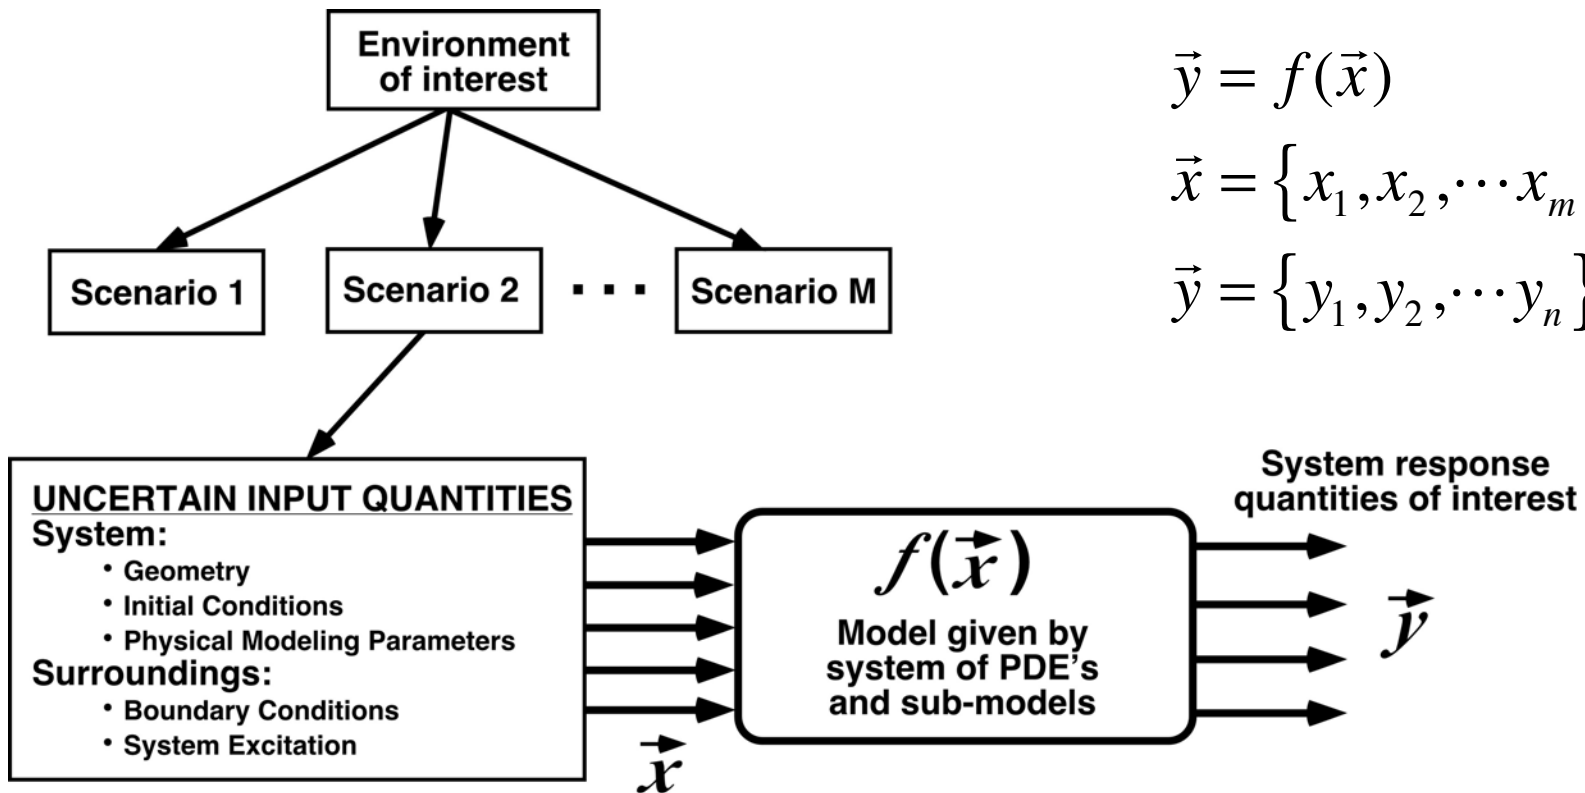 Environment
of interest
Scenario 1
Scenario 2
...
Scenario M
UNCERTAIN INPUT QUANTITIES
System:
• Geometry
• Initial Conditions
• Physical Modeling Parameters
Surroundings:
• Boundary Conditions
• System Excitation
x⃗
f(x⃗)
Model given by
system of PDE's
and sub-models
System response
quantities of interest
y⃗
y⃗ = f(x⃗)
x⃗ = {x₁, x₂, ⋯ xₘ
y⃗ = {y₁, y₂, ⋯ yₙ}